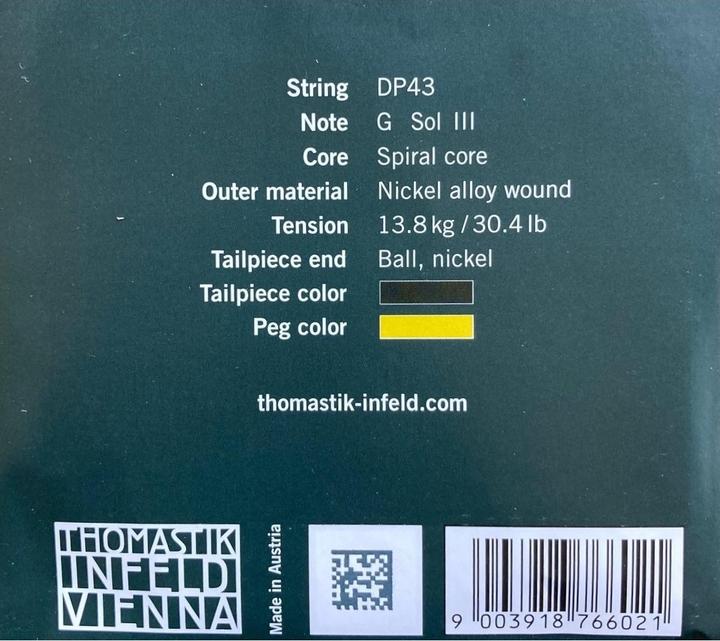 String DP43
Note G Sol III
Core Spiral core
Outer material Nickel alloy wound
Tension 13.8 kg / 30.4 lb
Tailpiece end Ball, nickel
Tailpiece color
Peg color
thomastik-infeld.com
THOMASTIK
INFELD
VIENNA
Made in Austria
9 003918 766021